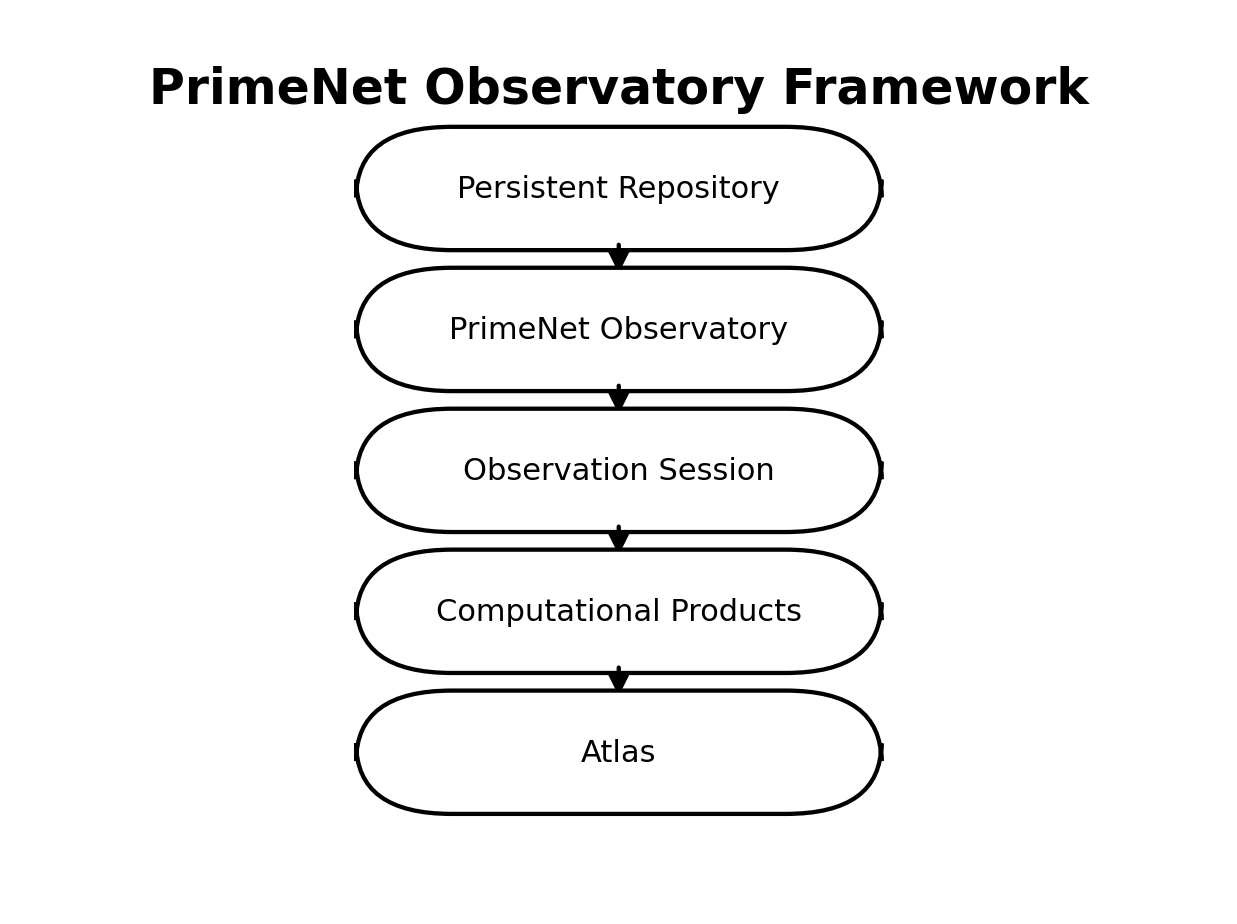 PrimeNet Observatory Framework
Persistent Repository
PrimeNet Observatory
Observation Session
Computational Products
Atlas